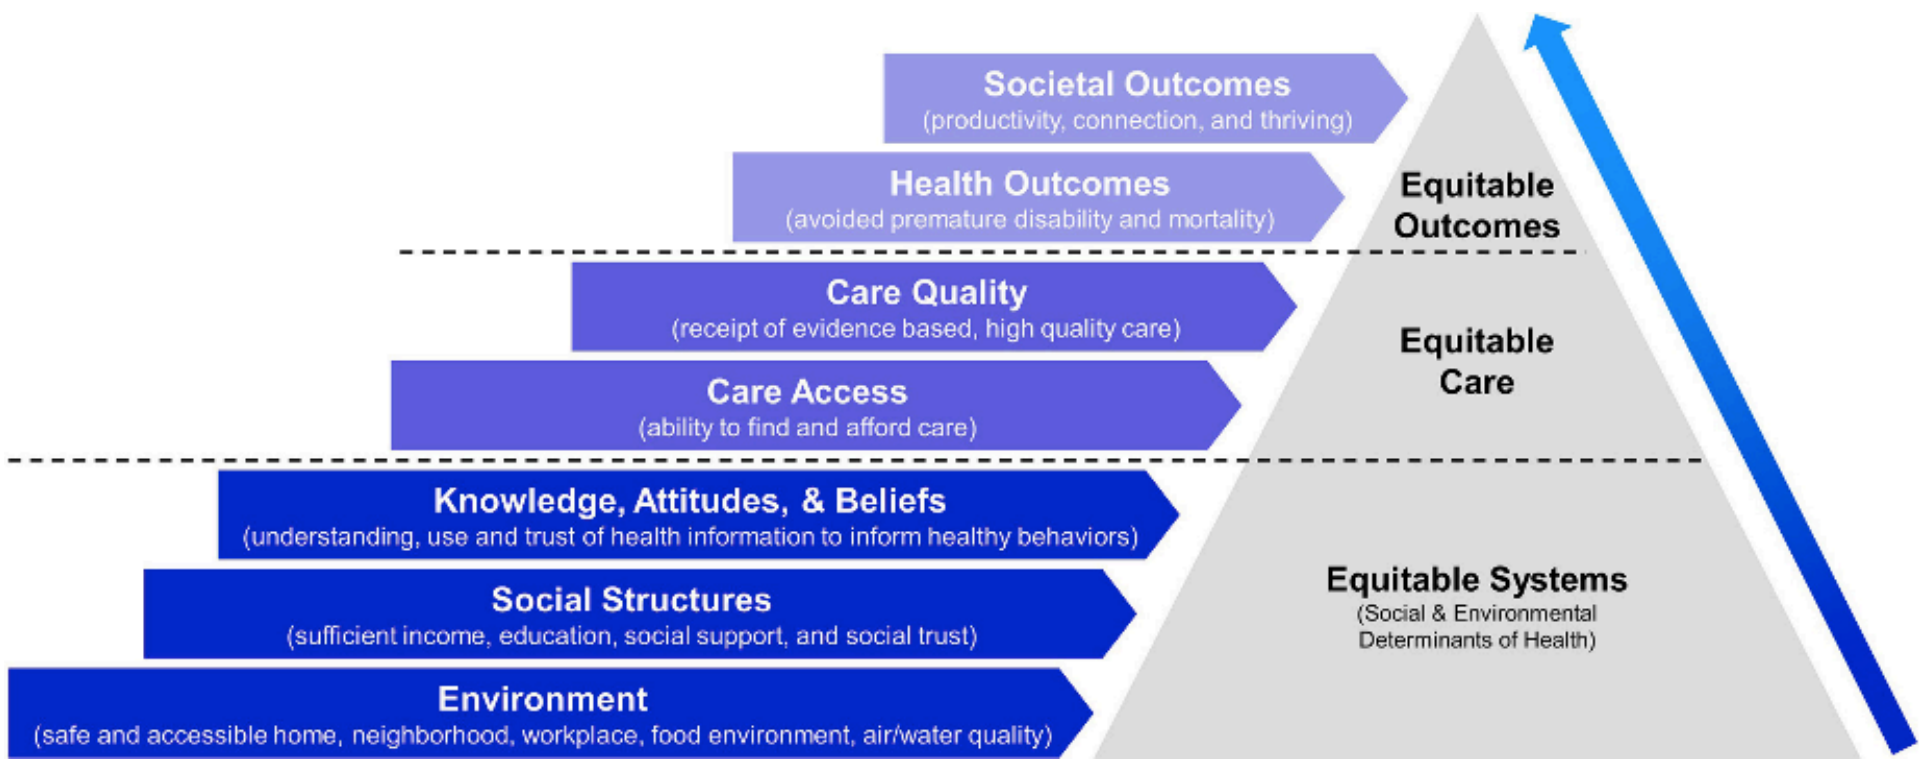 Societal Outcomes
(productivity, connection, and thriving)
Health Outcomes
(avoided premature disability and mortality)
Equitable
Outcomes
Care Quality
(receipt of evidence based, high quality care)
Care Access
(ability to find and afford care)
Equitable
Care
Knowledge, Attitudes, & Beliefs
(understanding, use and trust of health information to inform healthy behaviors)
Social Structures
(sufficient income, education, social support, and social trust)
Environment
(safe and accessible home, neighborhood, workplace, food environment, air/water quality)
Equitable Systems
(Social & Environmental
Determinants of Health)